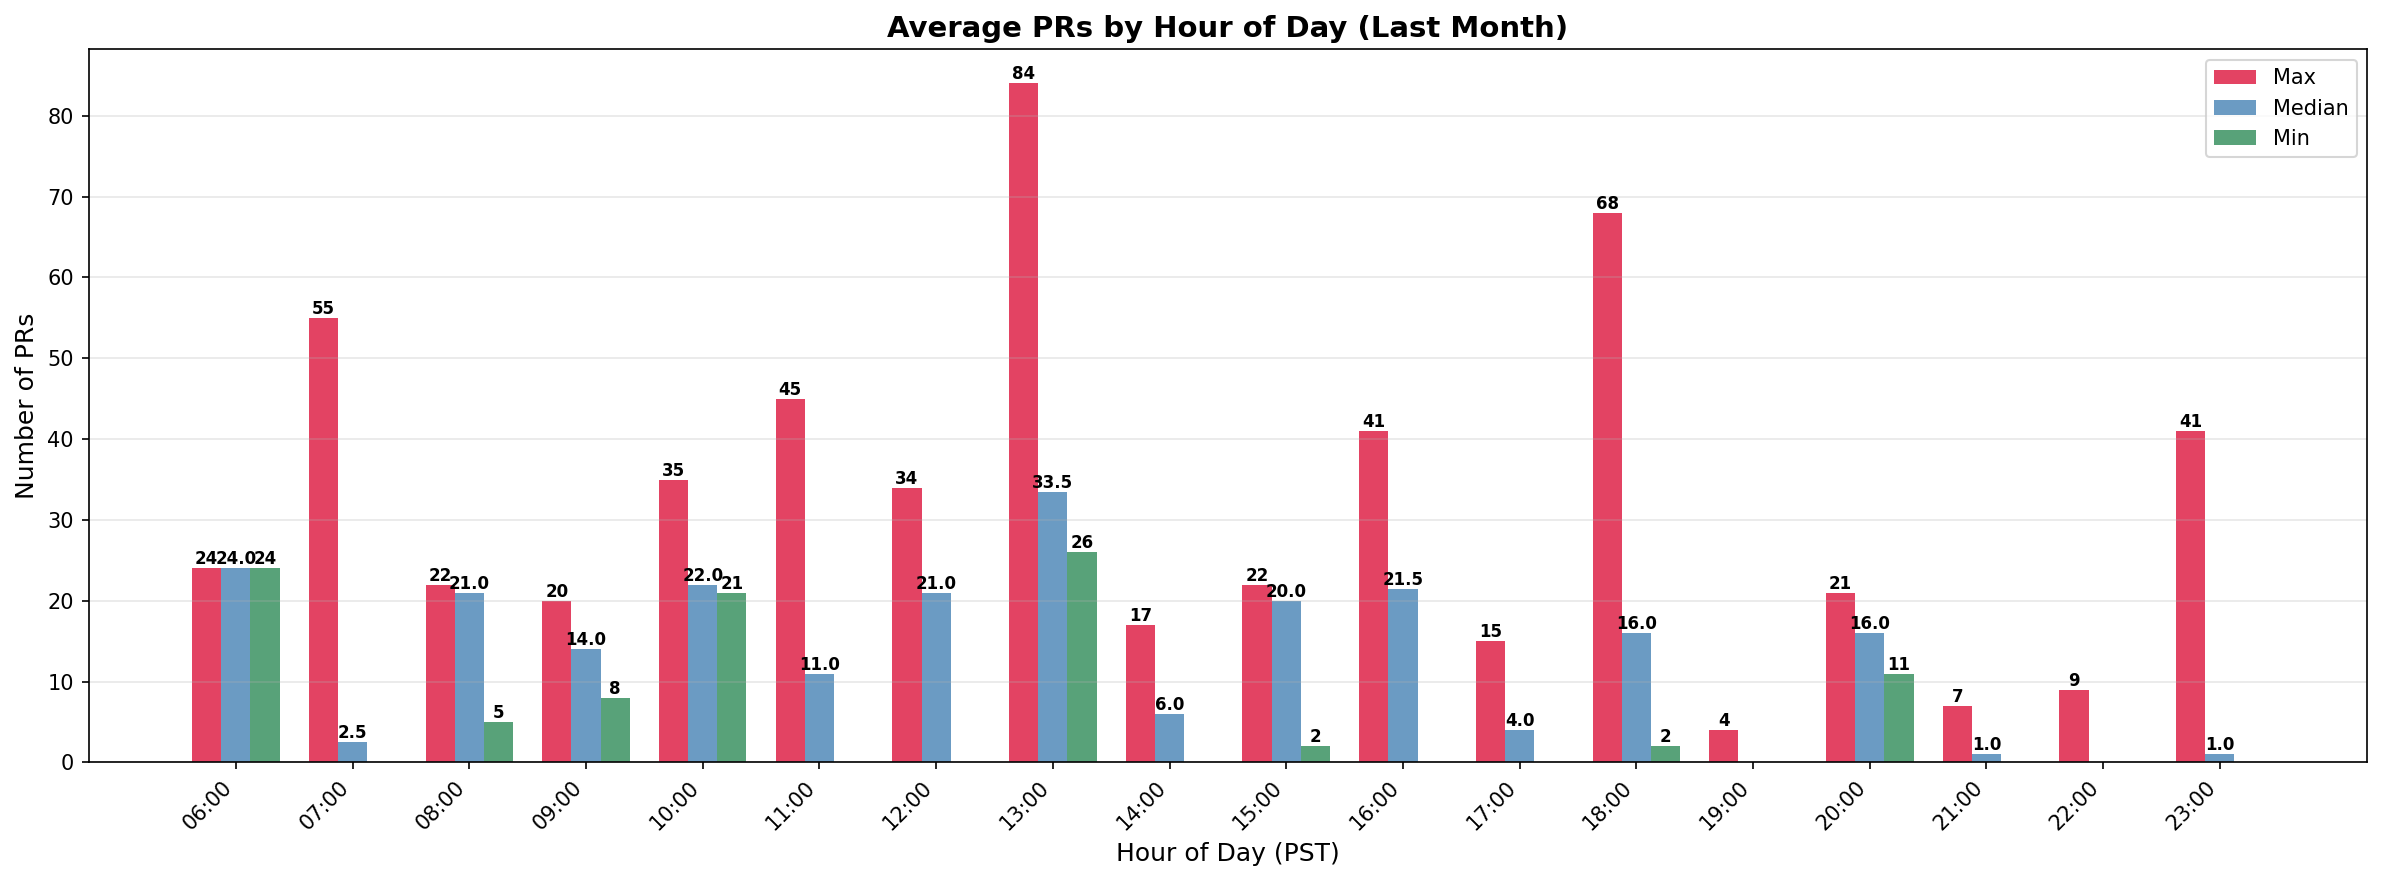 Average PRs by Hour of Day (Last Month)
Max
Median
Min
Number of PRs
80
70
60
50
40
30
20
10
0
24 24.0 24
55 2.5
22 21.0 5
20 14.0 8
35 22.0 21
45 11.0
34 21.0
84 33.5 26
17 6.0
22 20.0 2
41 21.5
15 4.0
68 16.0 2
4
21 16.0 11
7 1.0
9
41 1.0
06:00 07:00 08:00 09:00 10:00 11:00 12:00 13:00 14:00 15:00 16:00 17:00 18:00 19:00 20:00 21:00 22:00 23:00
Hour of Day (PST)